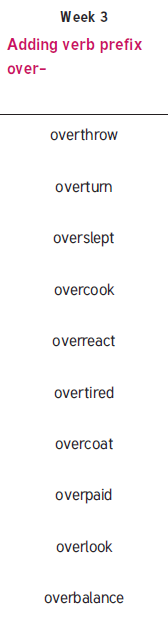 Week 3
Adding verb prefix
over-
overthrow
overturn
overslept
overcook
overreact
overtired
overcoat
overpaid
overlook
overbalance